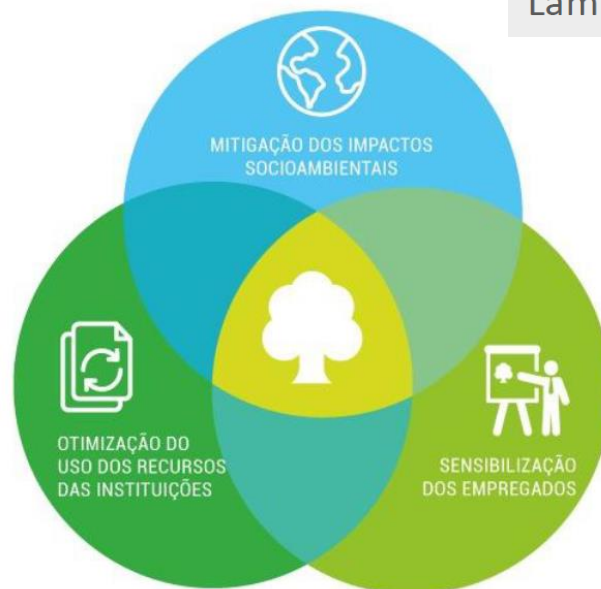 MITIGAÇÃO DOS IMPACTOS
SOCIOAMBIENTAIS
OTIMIZAÇÃO DO
USO DOS RECURSOS
DAS INSTITUIÇÕES
SENSIBILIZAÇÃO
DOS EMPREGADOS